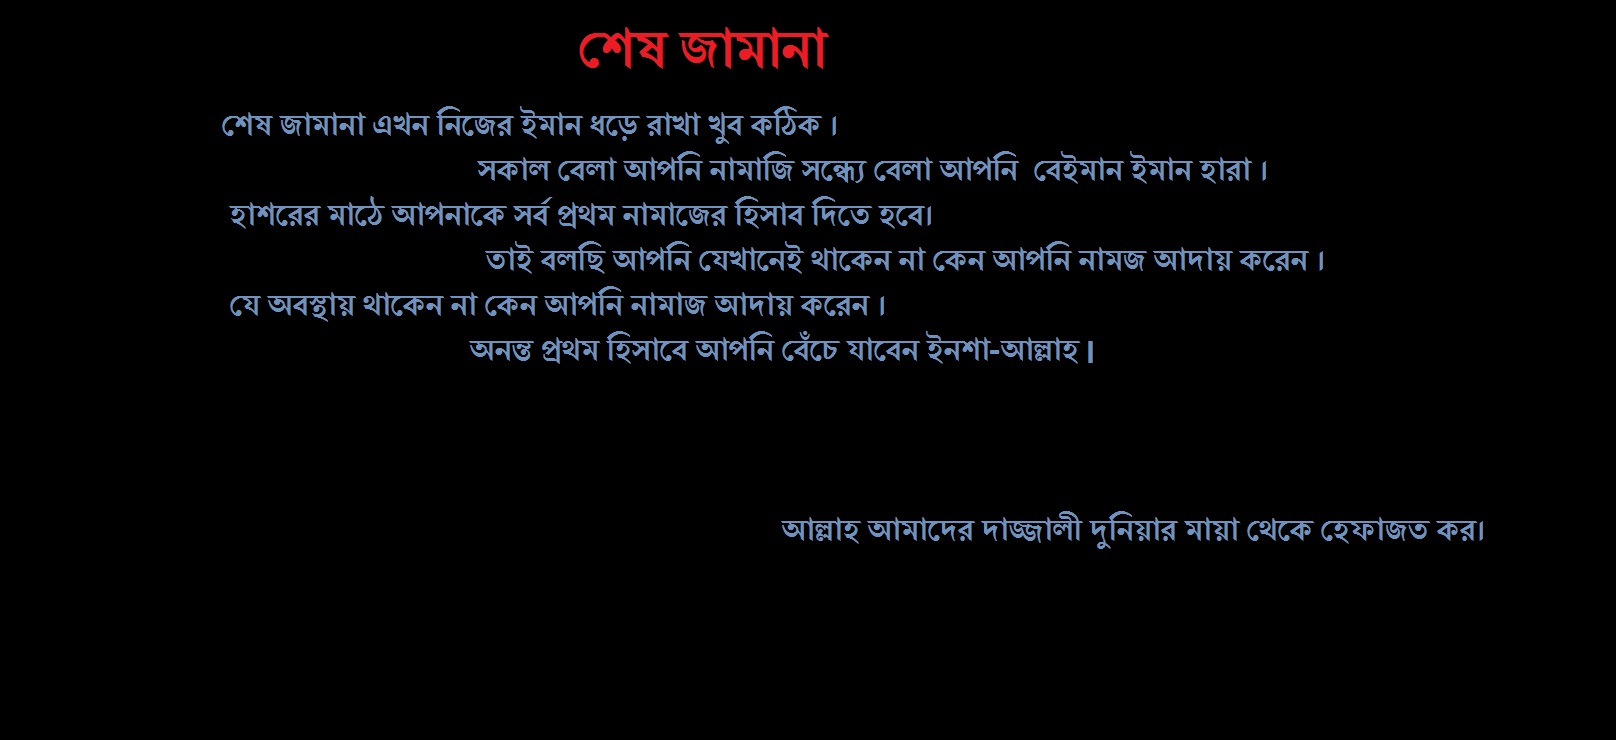 শেষ জামানা
শেষ জামানা এখন নিজের ইমান ধড়ে রাখা খুব কঠিক ।
সকাল বেলা আপনি নামাজি সন্ধ্যে বেলা আপনি বেইমান ইমান হারা ।
হাশরের মাঠে আপনাকে সর্ব প্রথম নামাজের হিসাব দিতে হবে।
তাই বলছি আপনি যেখানেই থাকেন না কেন আপনি নামজ আদায় করেন ।
যে অবস্থায় থাকেন না কেন আপনি নামাজ আদায় করেন ।
অনন্ত প্রথম হিসাবে আপনি বেঁচে যাবেন ইনশা-আল্লাহ ।
আল্লাহ আমাদের দাজ্জালী দুনিয়ার মায়া থেকে হেফাজত কর।